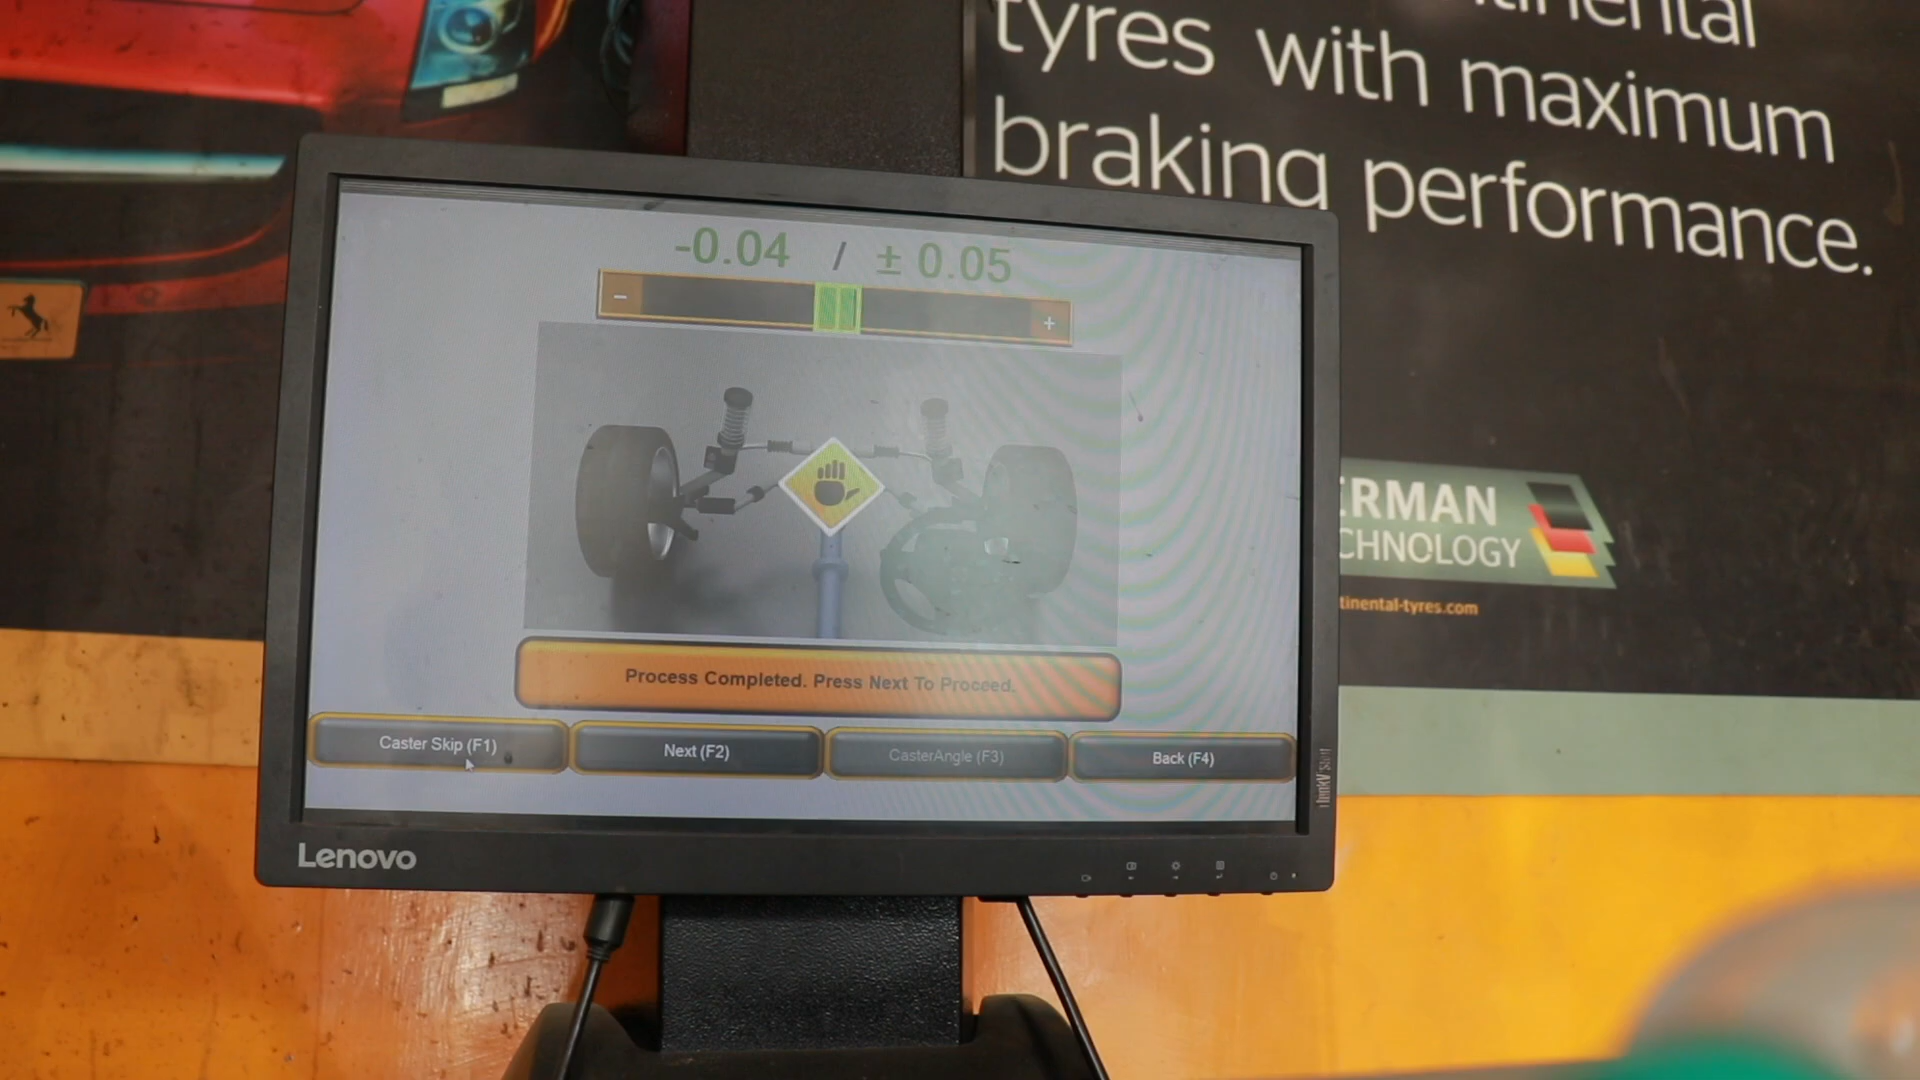 tinental
tyres with maximum
braking performance.
-0.04 / ± 0.05
−
+
Process Completed. Press Next To Proceed.
Caster Skip (F1)
Next (F2)
CasterAngle (F3)
Back (F4)
Lenovo
ERMAN
CHNOLOGY
tinental-tyres.com